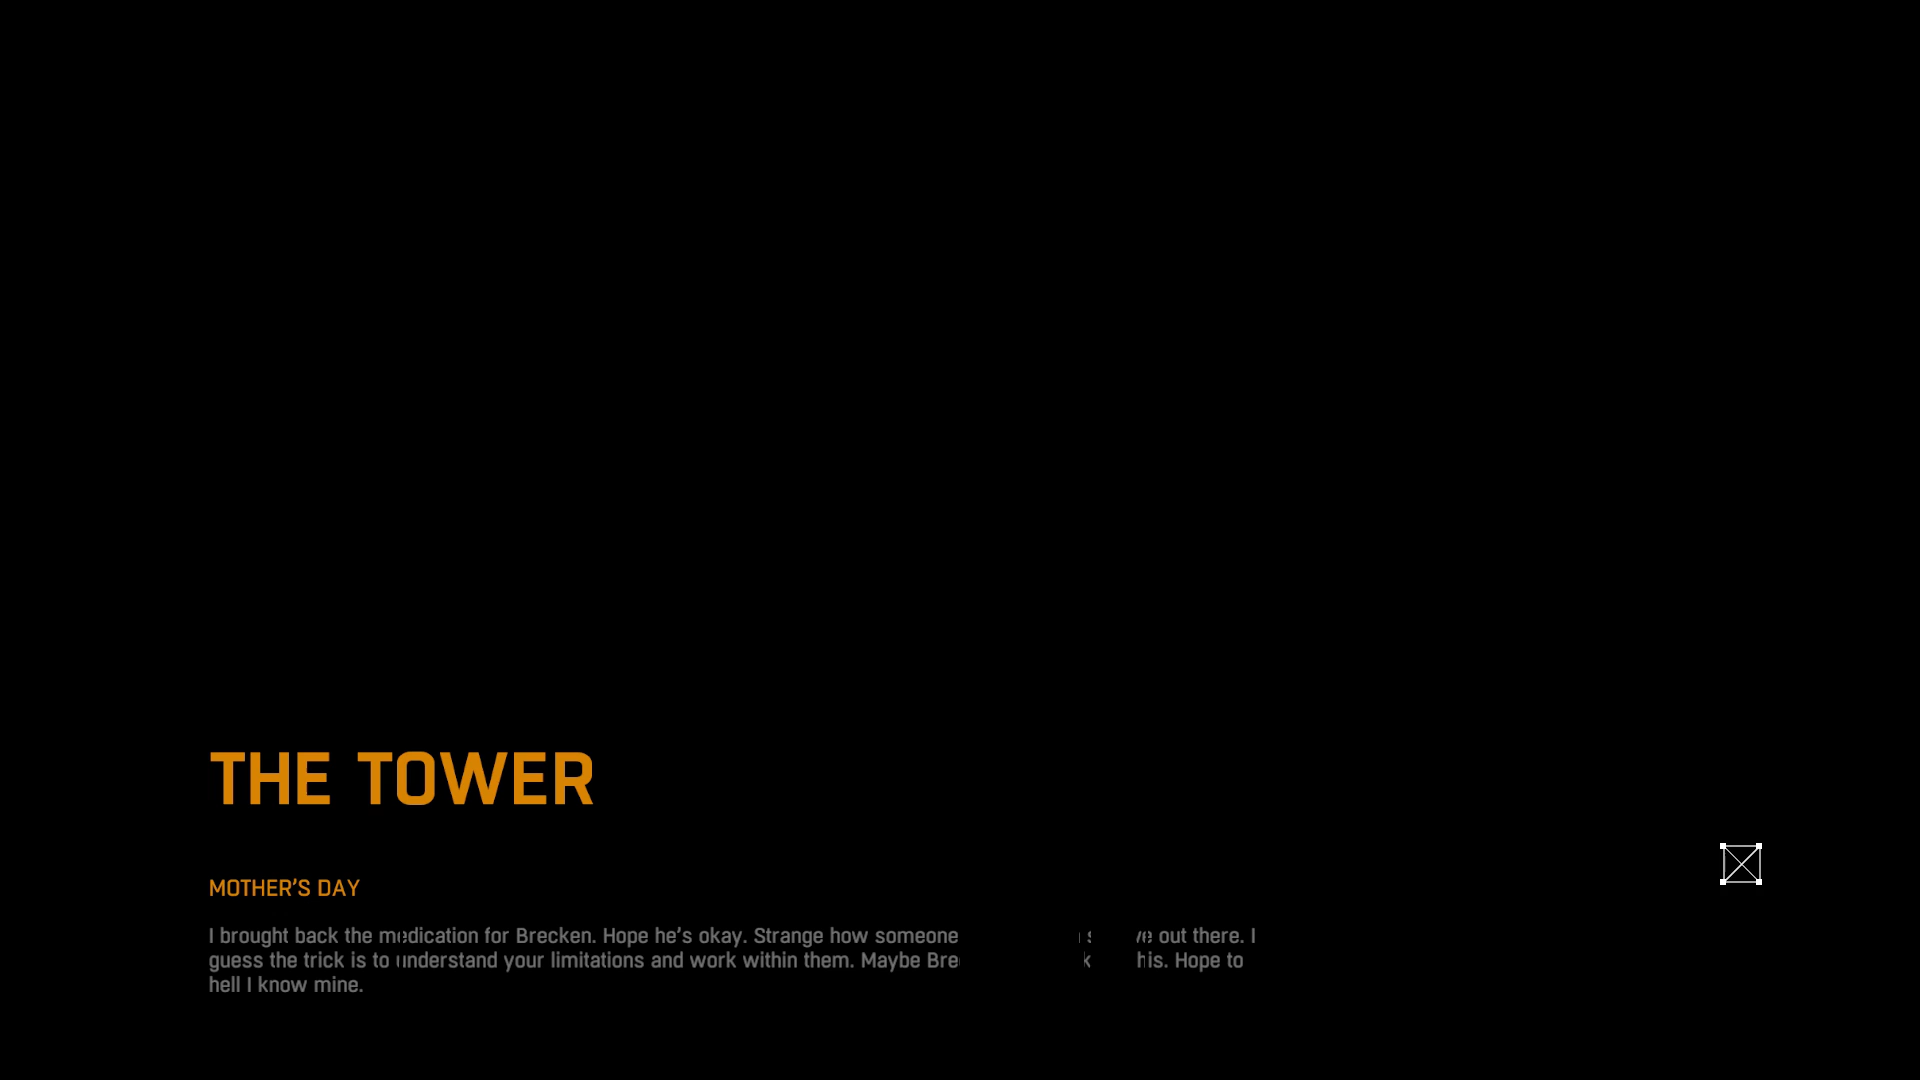 THE TOWER
MOTHER'S DAY
I brought back the medication for Brecken. Hope he's okay. Strange how someone out there. I
guess the trick is to understand your limitations and work within them. Maybe Hope to
hell I know mine.